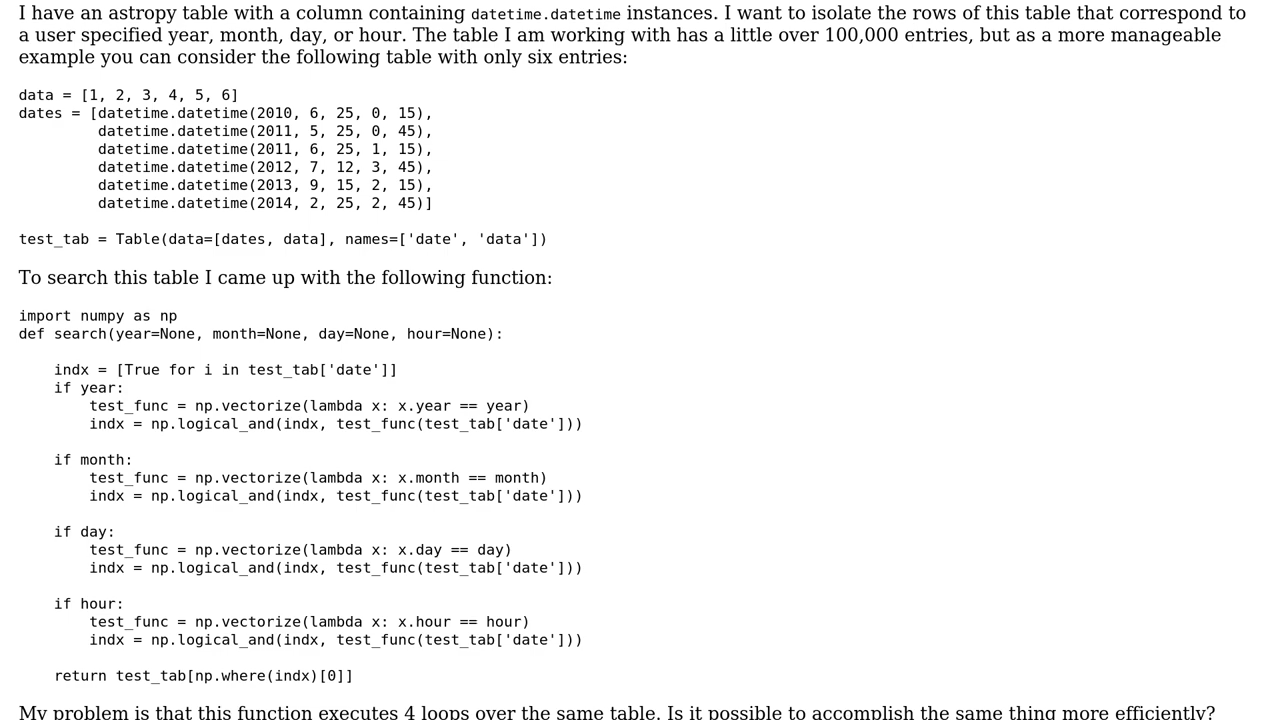 I have an astropy table with a column containing datetime.datetime instances. I want to isolate the rows of this table that correspond to
a user specified year, month, day, or hour. The table I am working with has a little over 100,000 entries, but as a more manageable
example you can consider the following table with only six entries:
data = [1, 2, 3, 4, 5, 6]
dates = [datetime.datetime(2010, 6, 25, 0, 15),
         datetime.datetime(2011, 5, 25, 0, 45),
         datetime.datetime(2011, 6, 25, 1, 15),
         datetime.datetime(2012, 7, 12, 3, 45),
         datetime.datetime(2013, 9, 15, 2, 15),
         datetime.datetime(2014, 2, 25, 2, 45)]
test_tab = Table(data=[dates, data], names=['date', 'data'])
To search this table I came up with the following function:
import numpy as np
def search(year=None, month=None, day=None, hour=None):
    indx = [True for i in test_tab['date']]
    if year:
        test_func = np.vectorize(lambda x: x.year == year)
        indx = np.logical_and(indx, test_func(test_tab['date']))
    if month:
        test_func = np.vectorize(lambda x: x.month == month)
        indx = np.logical_and(indx, test_func(test_tab['date']))
    if day:
        test_func = np.vectorize(lambda x: x.day == day)
        indx = np.logical_and(indx, test_func(test_tab['date']))
    if hour:
        test_func = np.vectorize(lambda x: x.hour == hour)
        indx = np.logical_and(indx, test_func(test_tab['date']))
    return test_tab[np.where(indx)[0]]
My problem is that this function executes 4 loops over the same table. Is it possible to accomplish the same thing more efficiently?